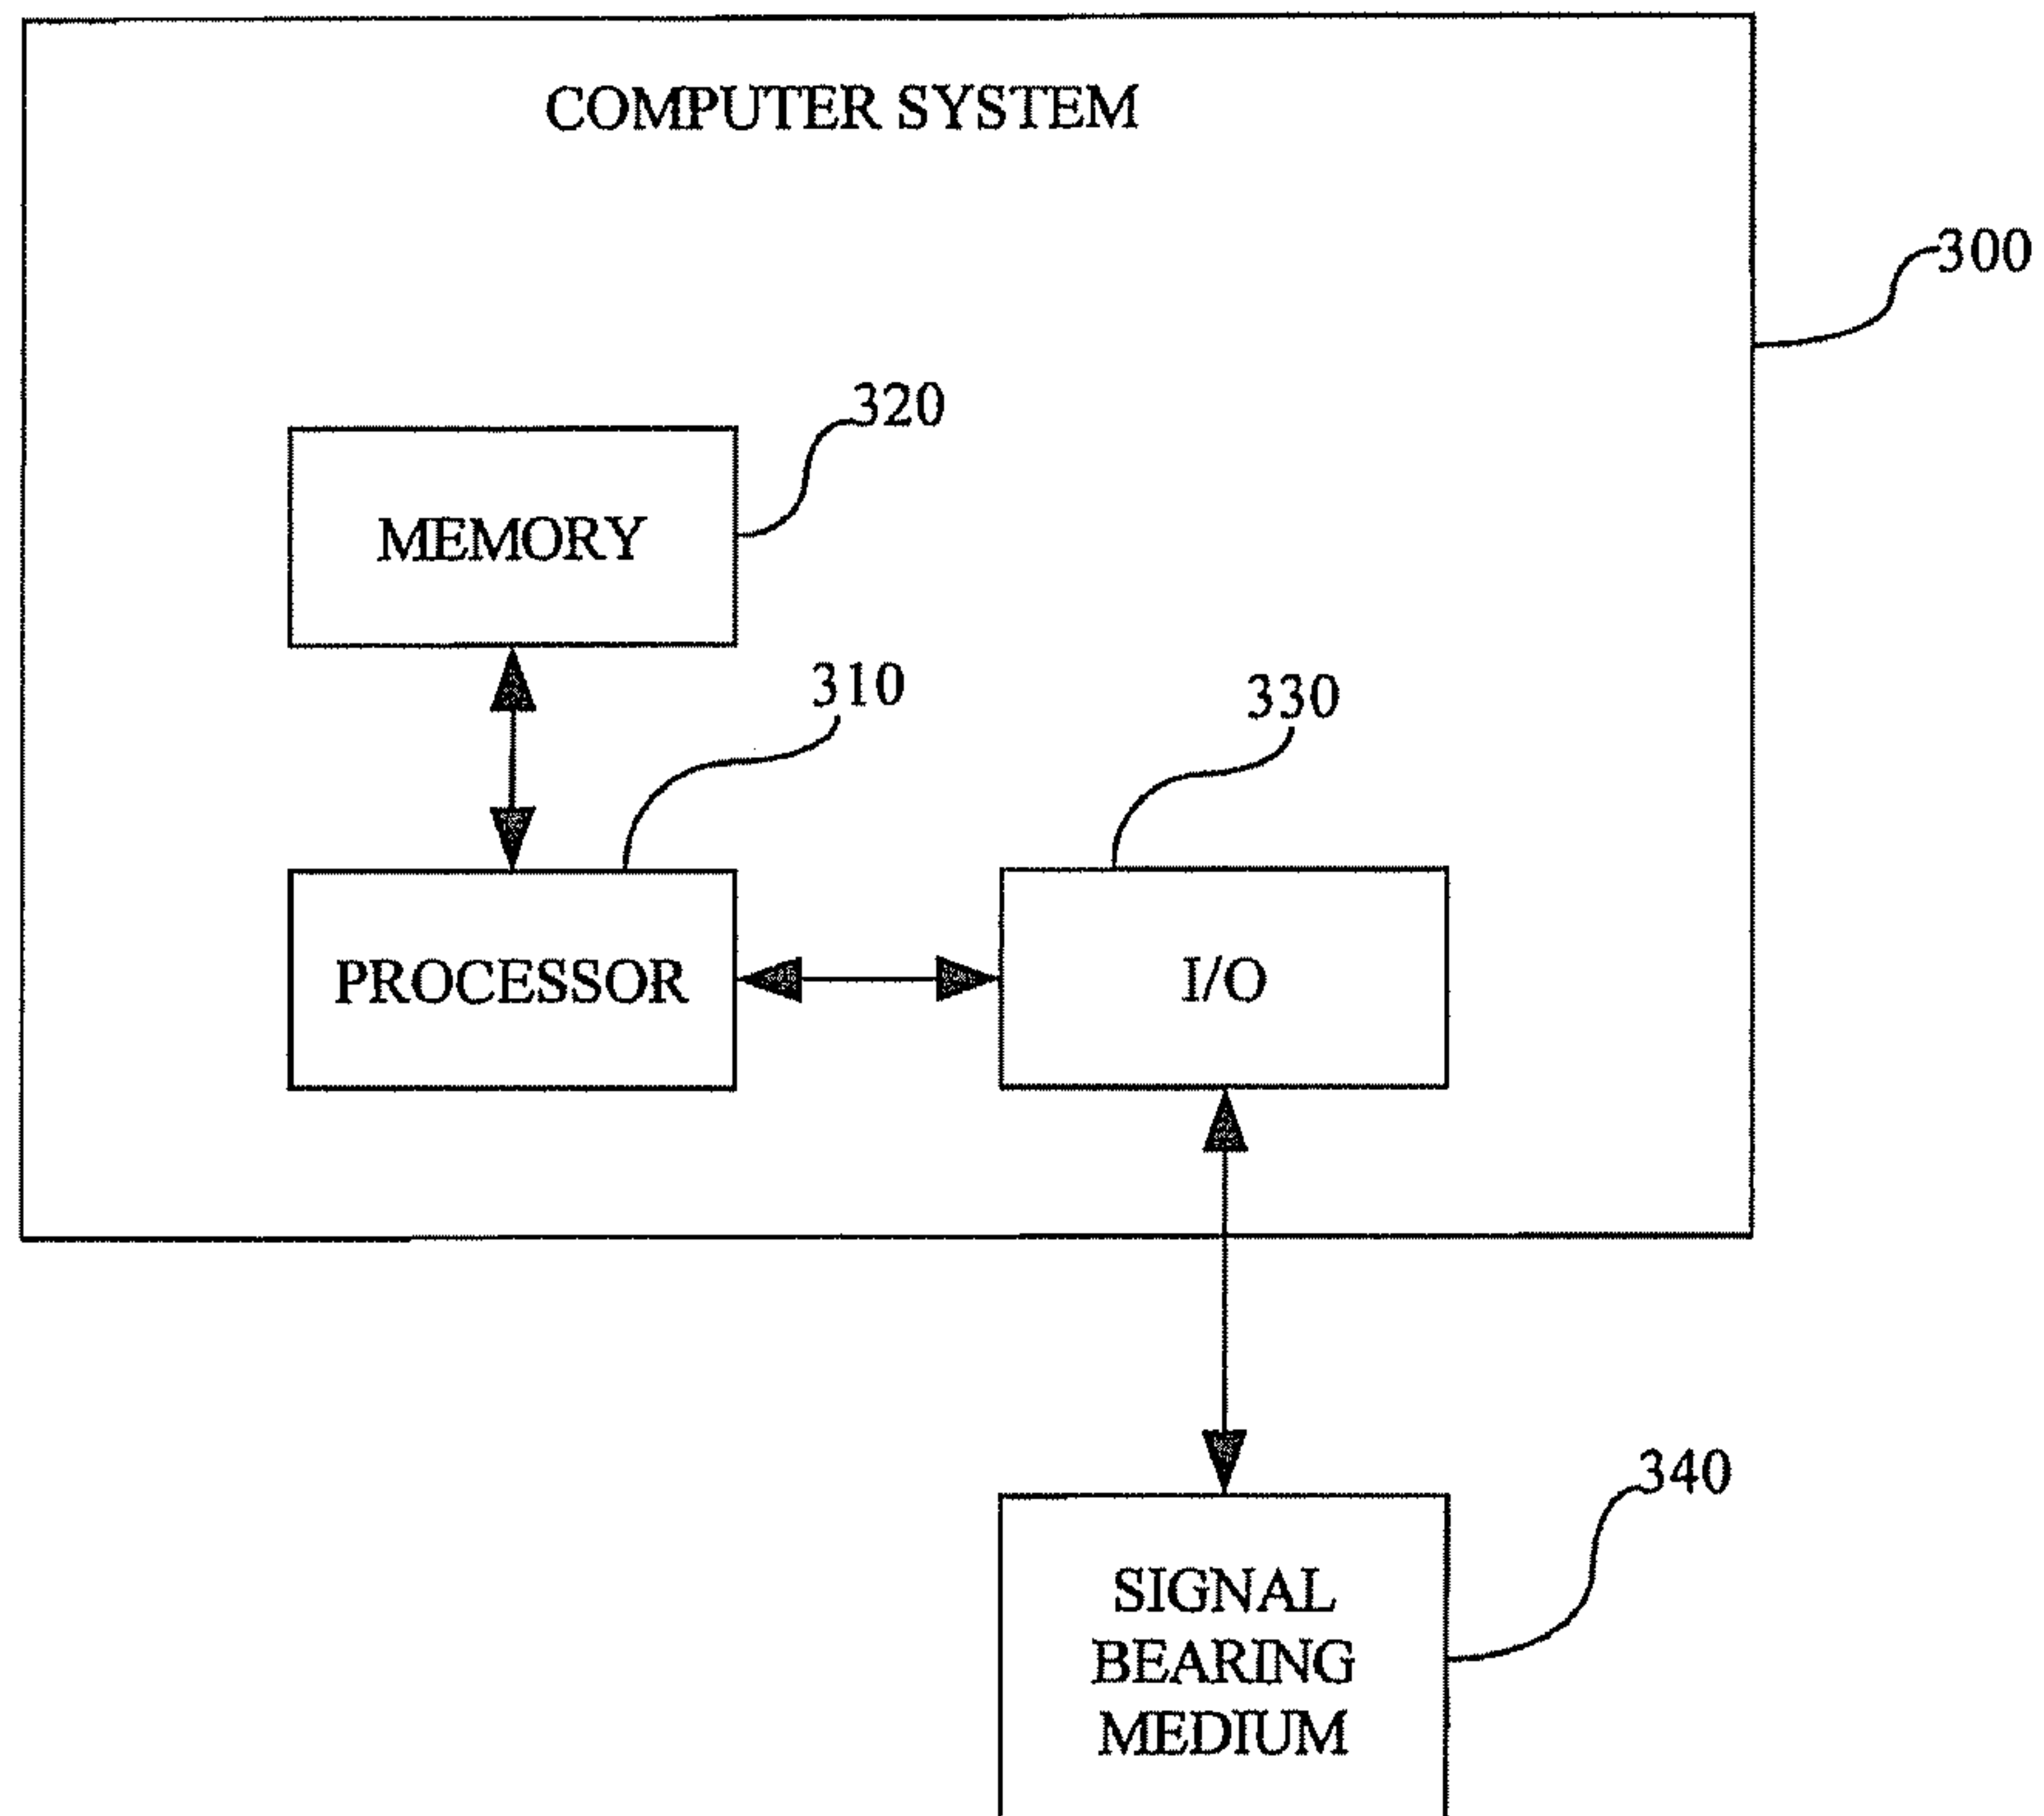 COMPUTER SYSTEM
300
320
MEMORY
310
330
PROCESSOR
I/O
340
SIGNAL
BEARING
MEDIUM